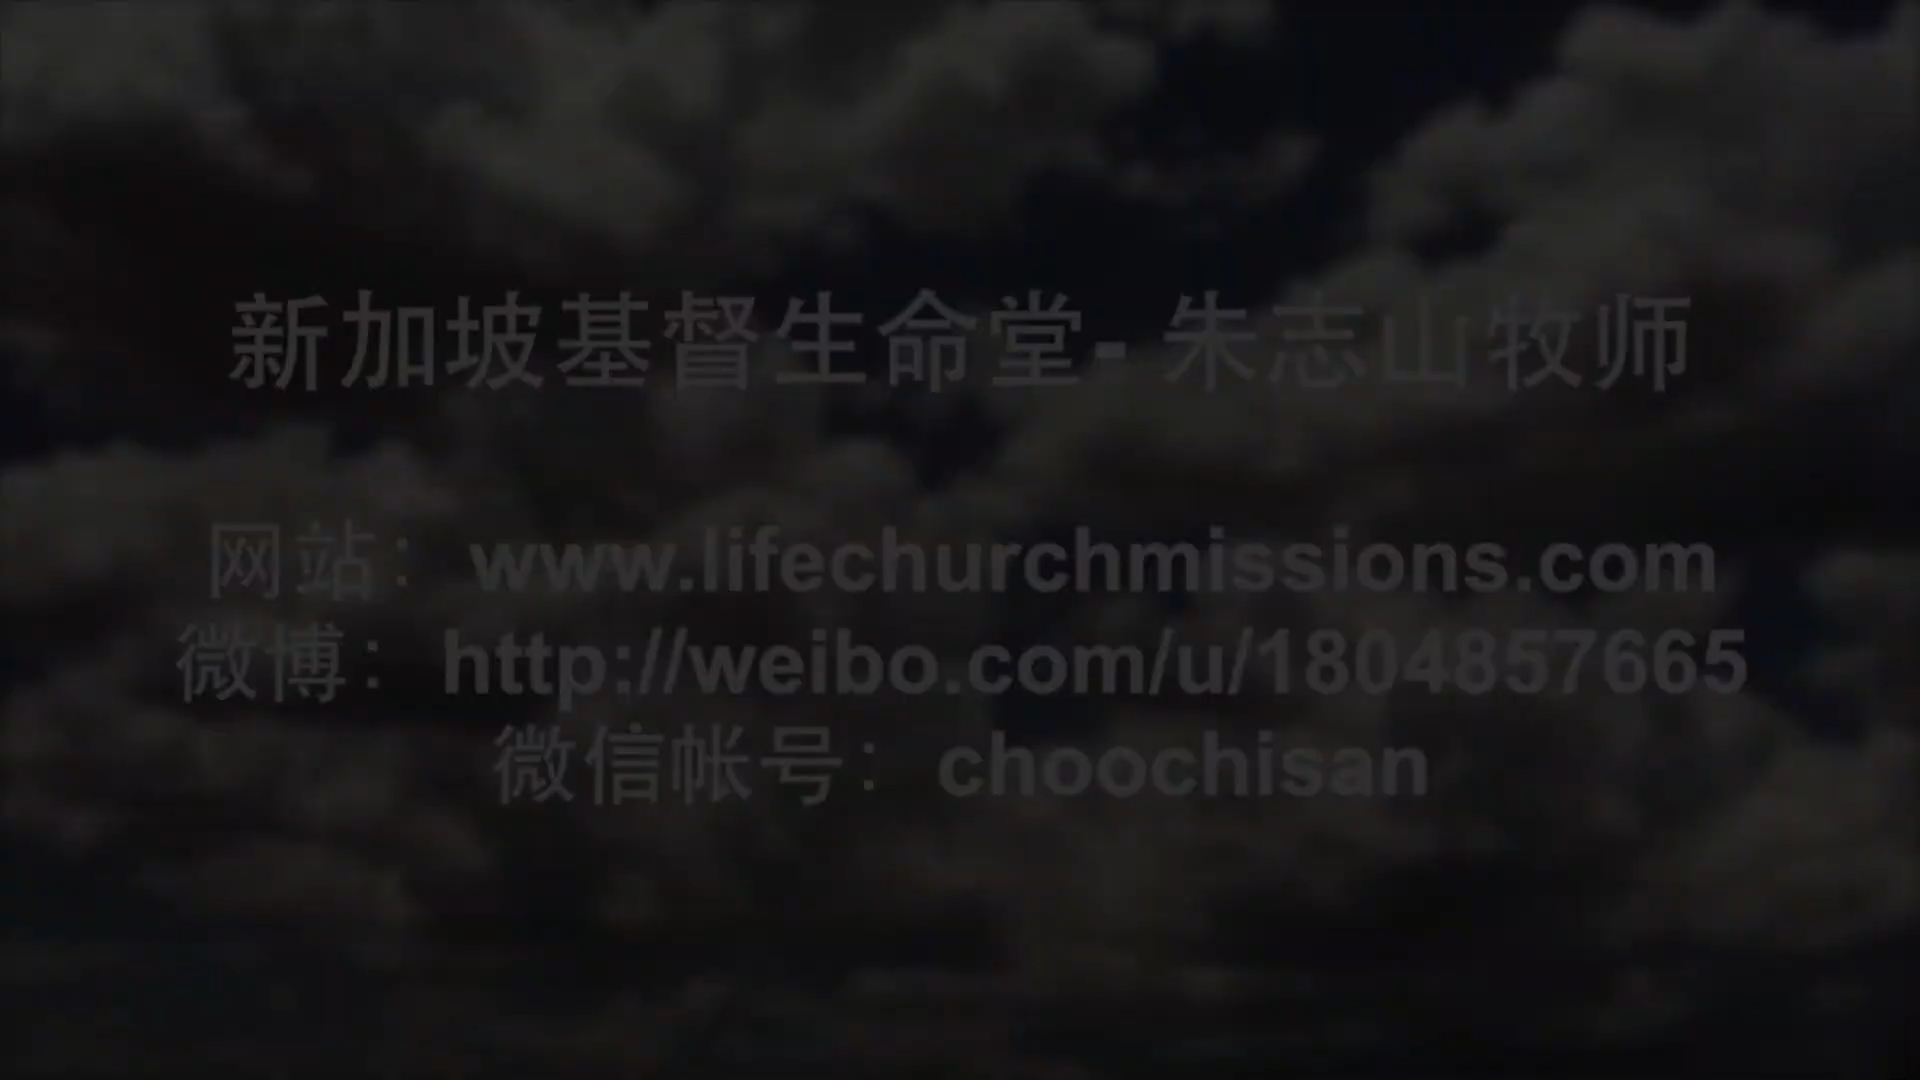 新加坡基督生命堂- 朱志山牧师
网站：www.lifechurchmissions.com
微博：http://weibo.com/u/1804857665
微信帐号：choochisan